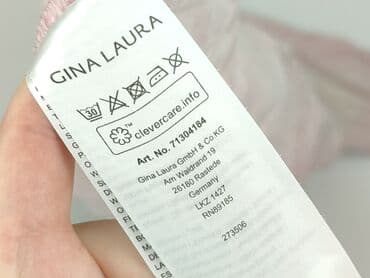 GINA LAURA
30
clevercare.info
TM
Art. No. 71304184
Gina Laura GmbH & Co KG
Am Waldrand 19
26180 Rastede
Germany
LKZ 1427
RN89185
273506